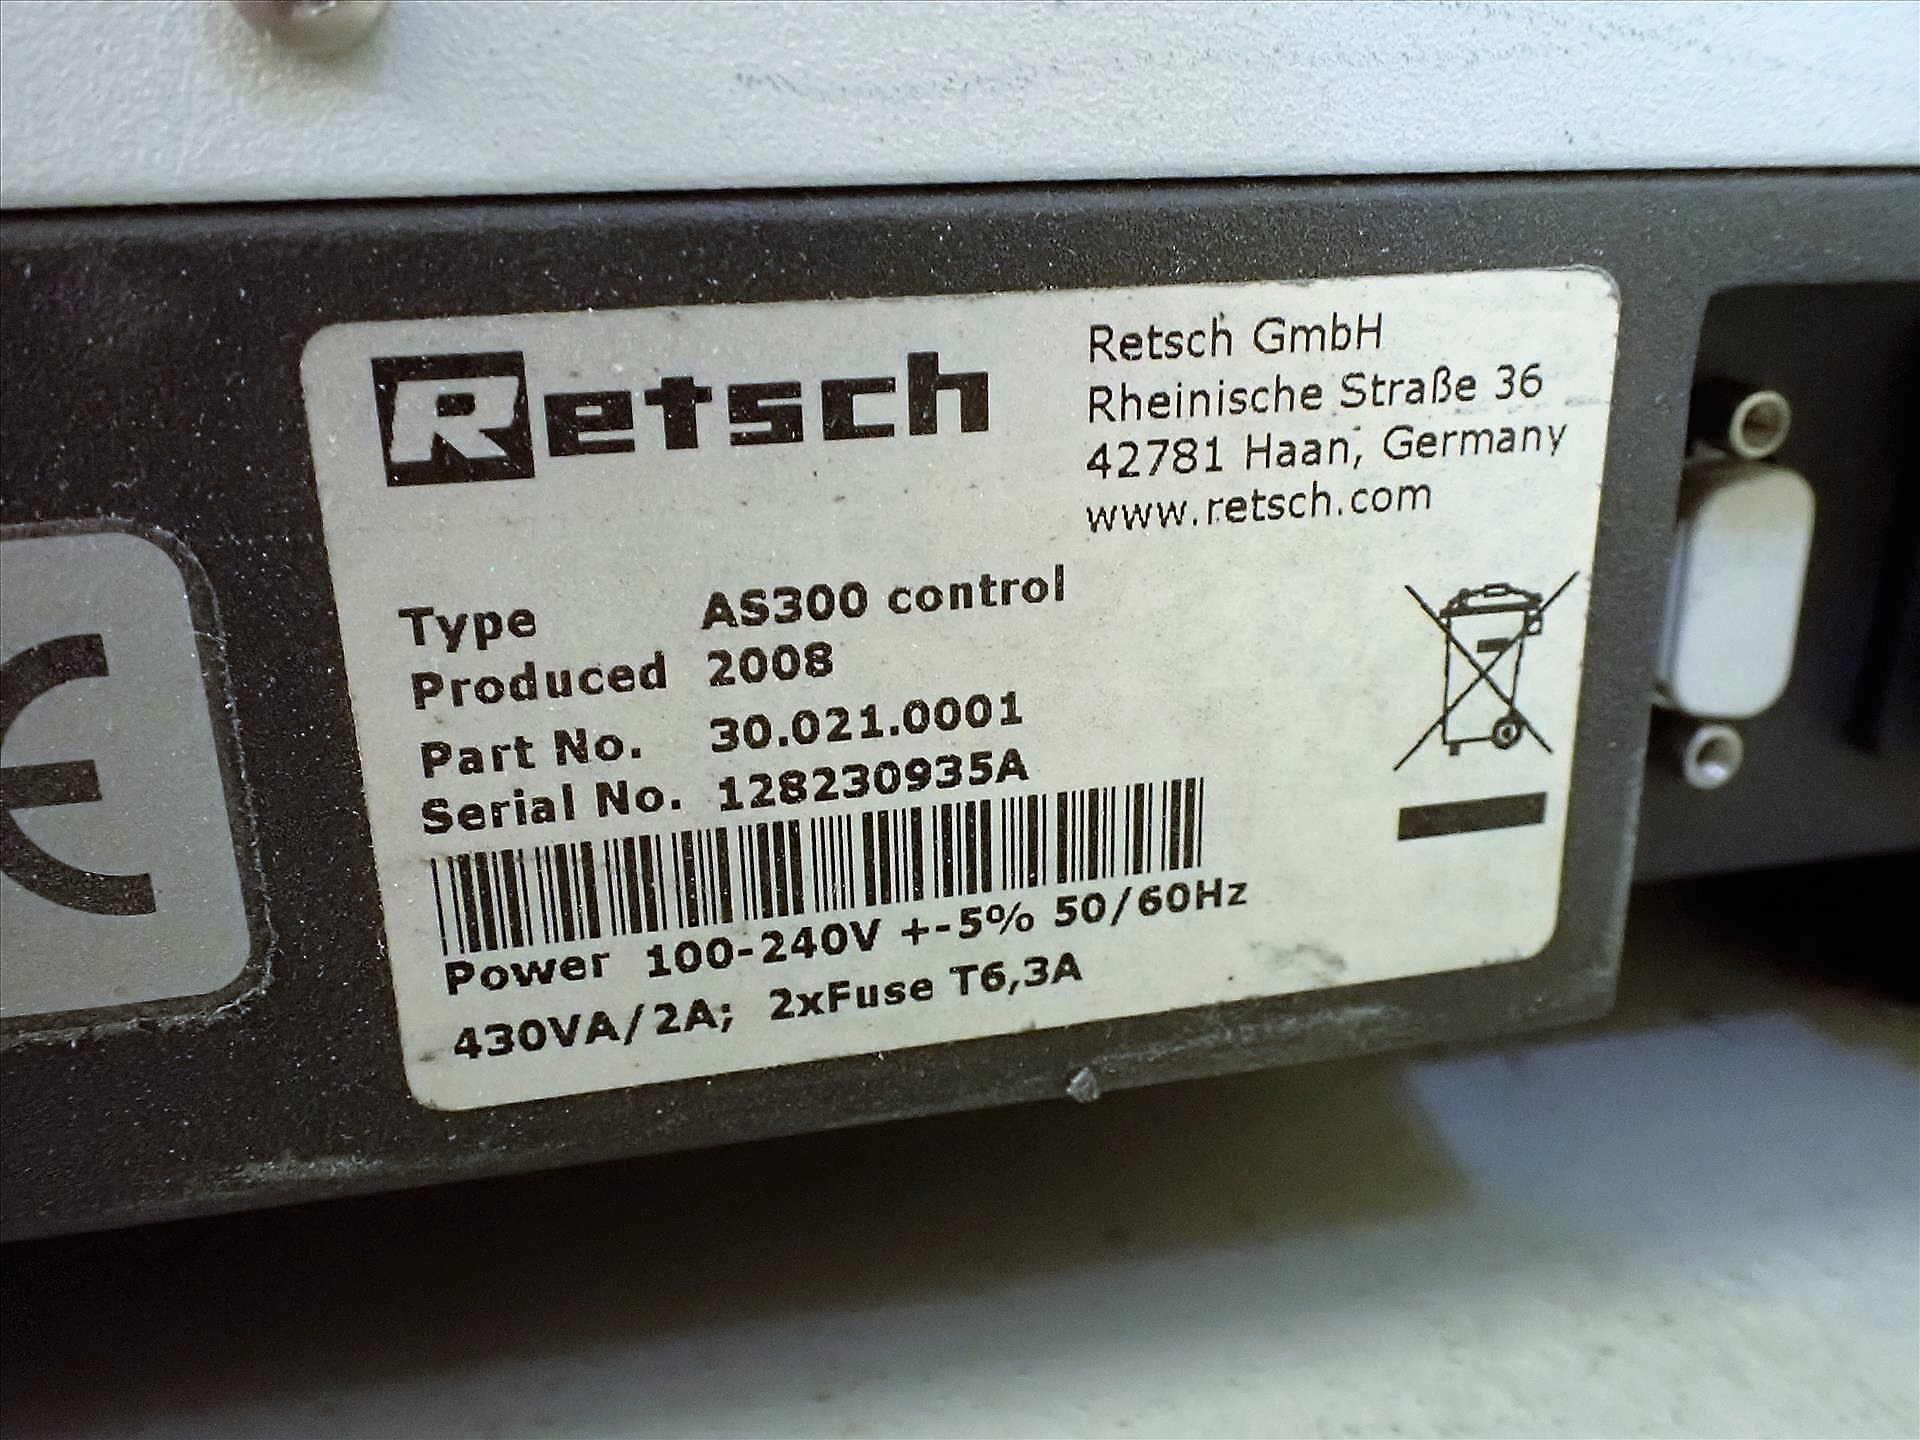 Retsch
Retsch GmbH
Rheinische Straße 36
42781 Haan, Germany
www.retsch.com
Type AS300 control
Produced 2008
Part No. 30.021.0001
Serial No. 128230935A
Power 100-240V +-5% 50/60Hz
430VA/2A; 2xFuse T6,3A
CE